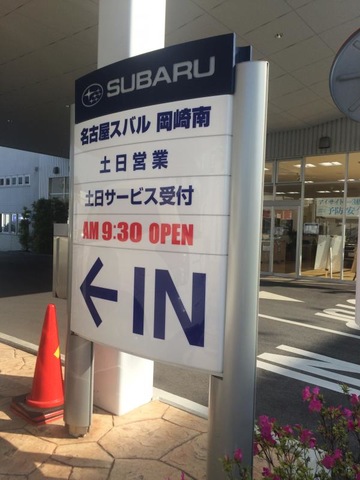 SUBARU
名古屋スバル 岡崎南
土日営業
土日サービス受付
AM 9:30 OPEN
←IN